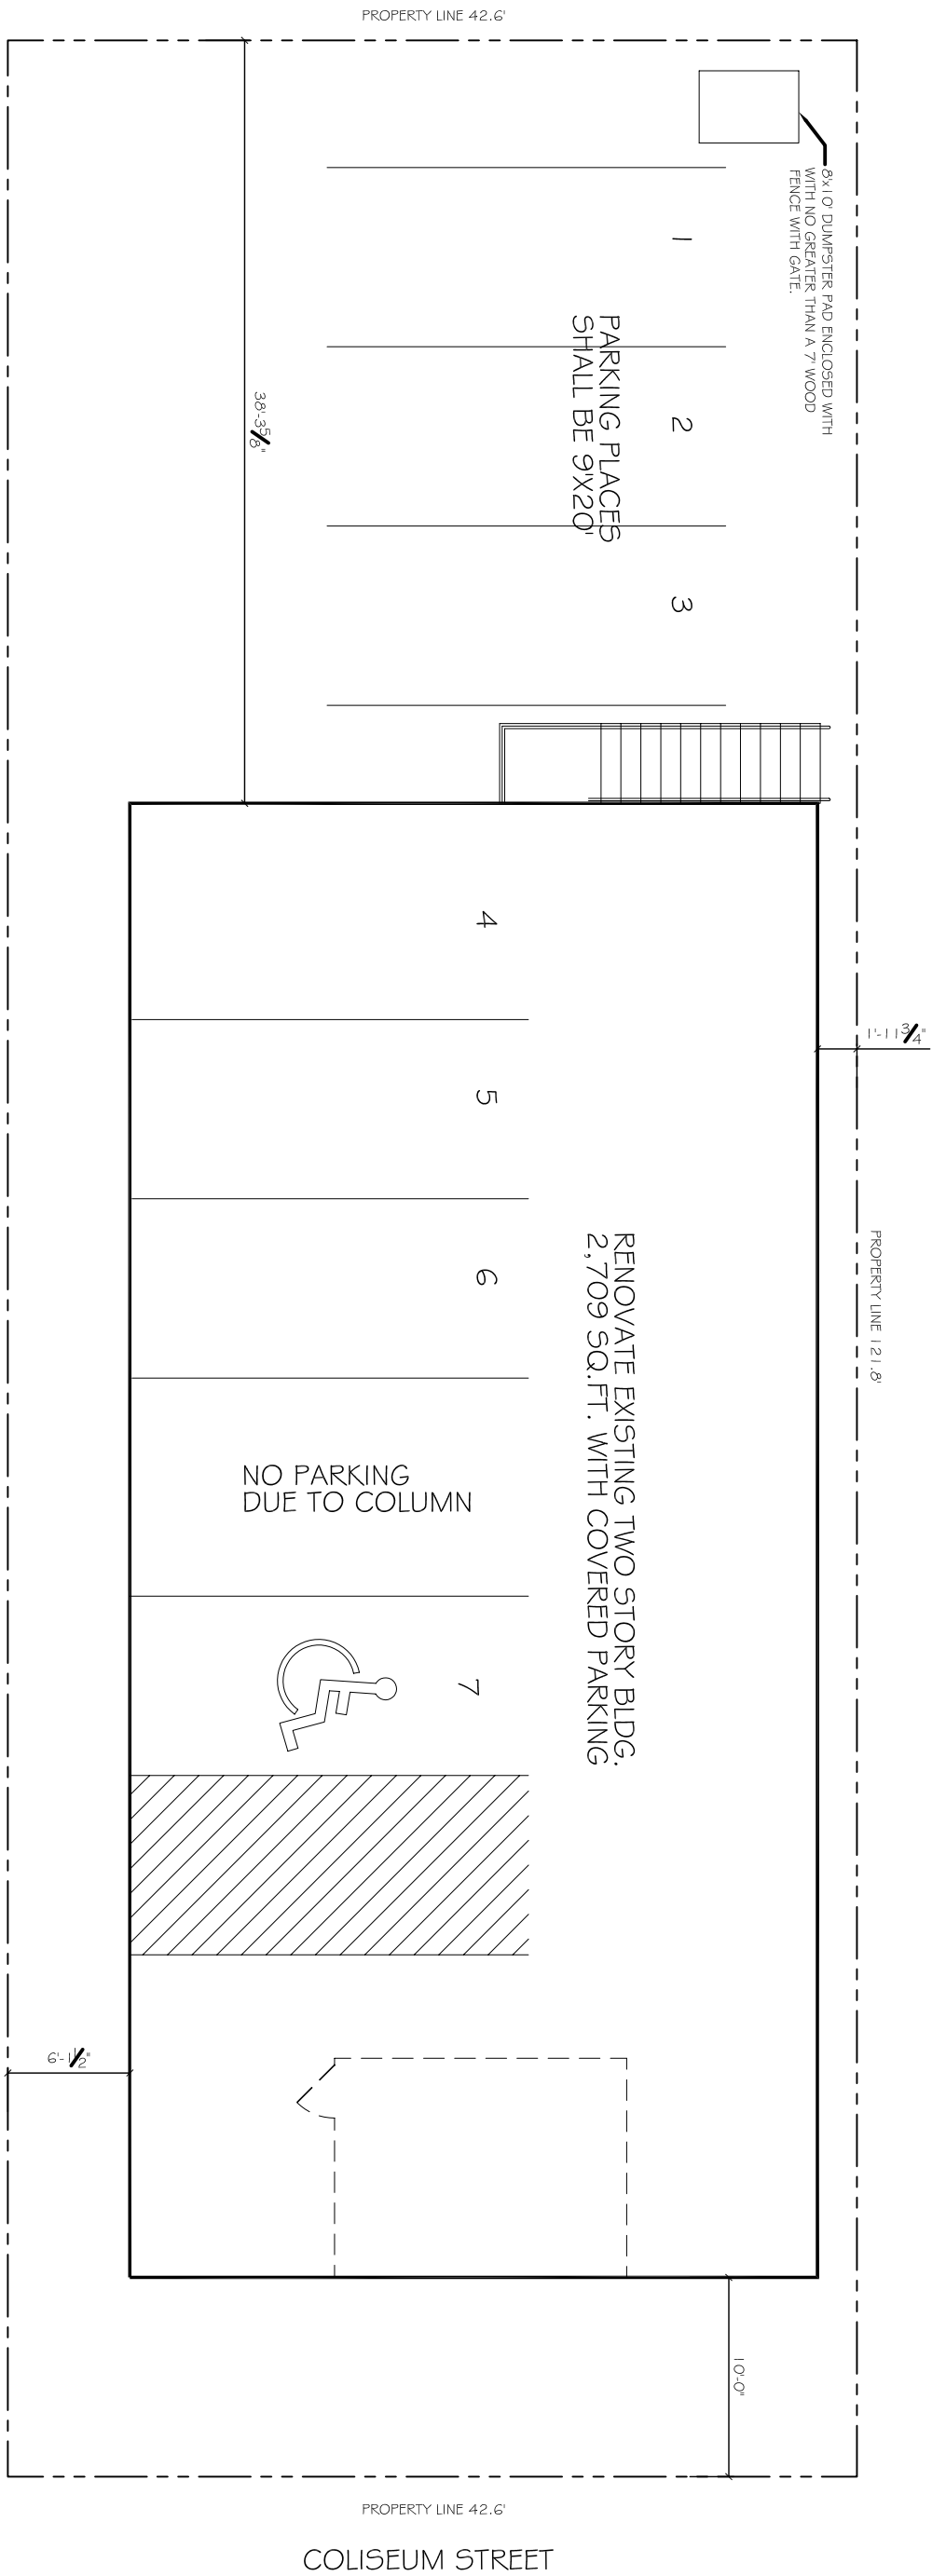 PROPERTY LINE 42.6'
8'x10' DUMPSTER PAD ENCLOSED WITH
WITH NO GREATER THAN A 7' WOOD
FENCE WITH GATE.
1
PARKING PLACES
SHALL BE 9'X20'
2
38'-3 5/8"
3
4
1'-11 3/4"
5
PROPERTY LINE 121.8'
6
RENOVATE EXISTING TWO STORY BLDG.
2,709 SQ.FT. WITH COVERED PARKING
NO PARKING
DUE TO COLUMN
7
6'-1 1/2"
10'-0"
PROPERTY LINE 42.6'
COLISEUM STREET